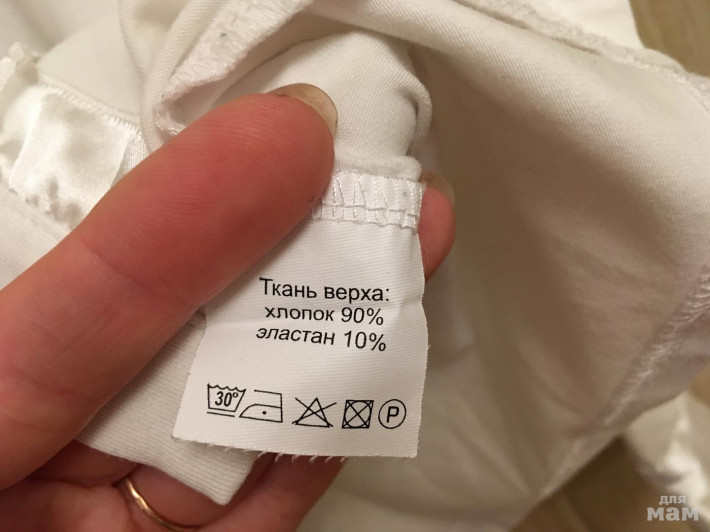 Ткань верха:
хлопок 90%
эластан 10%
30°
P
для
мам